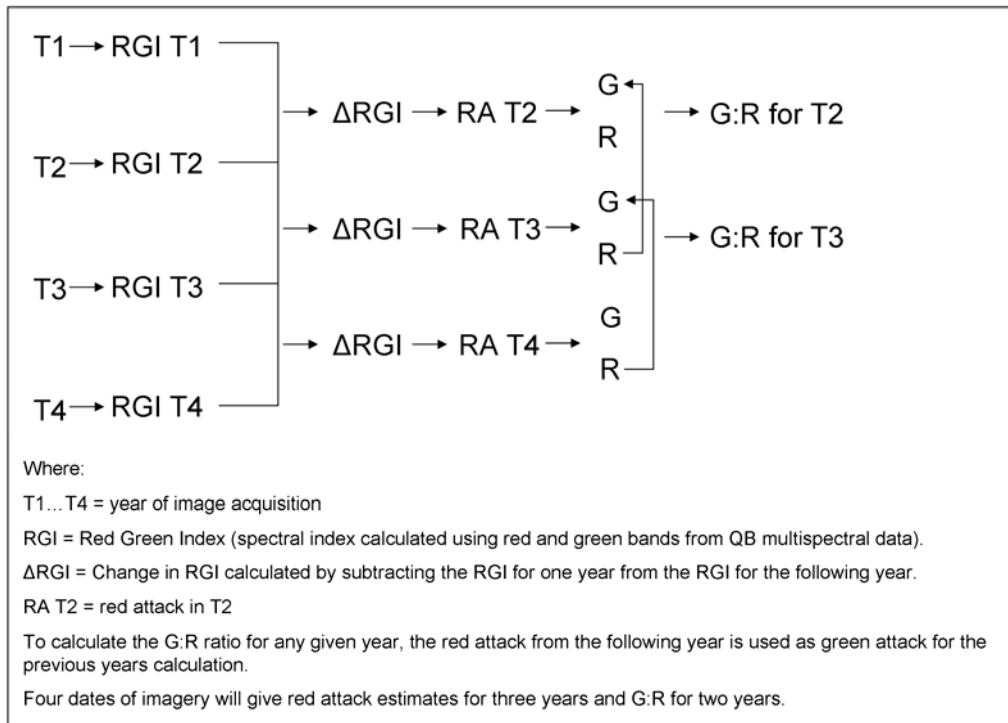 T1 → RGI T1
G
ΔRGI → RA T2 → G:R for T2
R
T2 → RGI T2
G
ΔRGI → RA T3 → G:R for T3
R
T3 → RGI T3
G
ΔRGI → RA T4 →
R
T4 → RGI T4
Where:
T1...T4 = year of image acquisition
RGI = Red Green Index (spectral index calculated using red and green bands from QB multispectral data).
ΔRGI = Change in RGI calculated by subtracting the RGI for one year from the RGI for the following year.
RA T2 = red attack in T2
To calculate the G:R ratio for any given year, the red attack from the following year is used as green attack for the
previous years calculation.
Four dates of imagery will give red attack estimates for three years and G:R for two years.